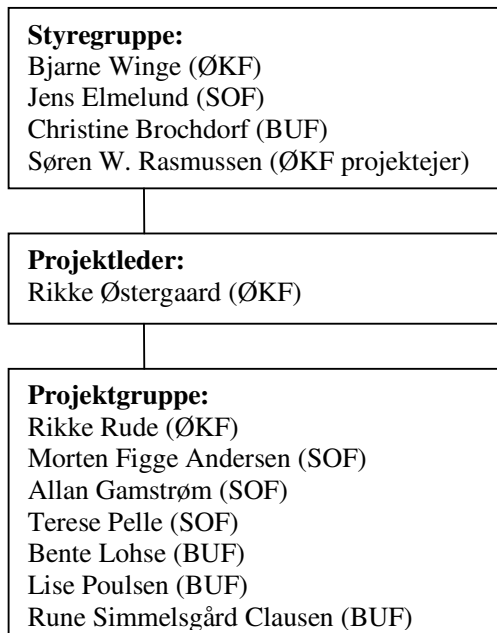 Styregruppe:
Bjarne Winge (ØKF)
Jens Elmelund (SOF)
Christine Brochdorf (BUF)
Søren W. Rasmussen (ØKF projektejer)
Projektleder:
Rikke Østergaard (ØKF)
Projektgruppe:
Rikke Rude (ØKF)
Morten Figge Andersen (SOF)
Allan Gamstrøm (SOF)
Terese Pelle (SOF)
Bente Lohse (BUF)
Lise Poulsen (BUF)
Rune Simmelsgård Clausen (BUF)